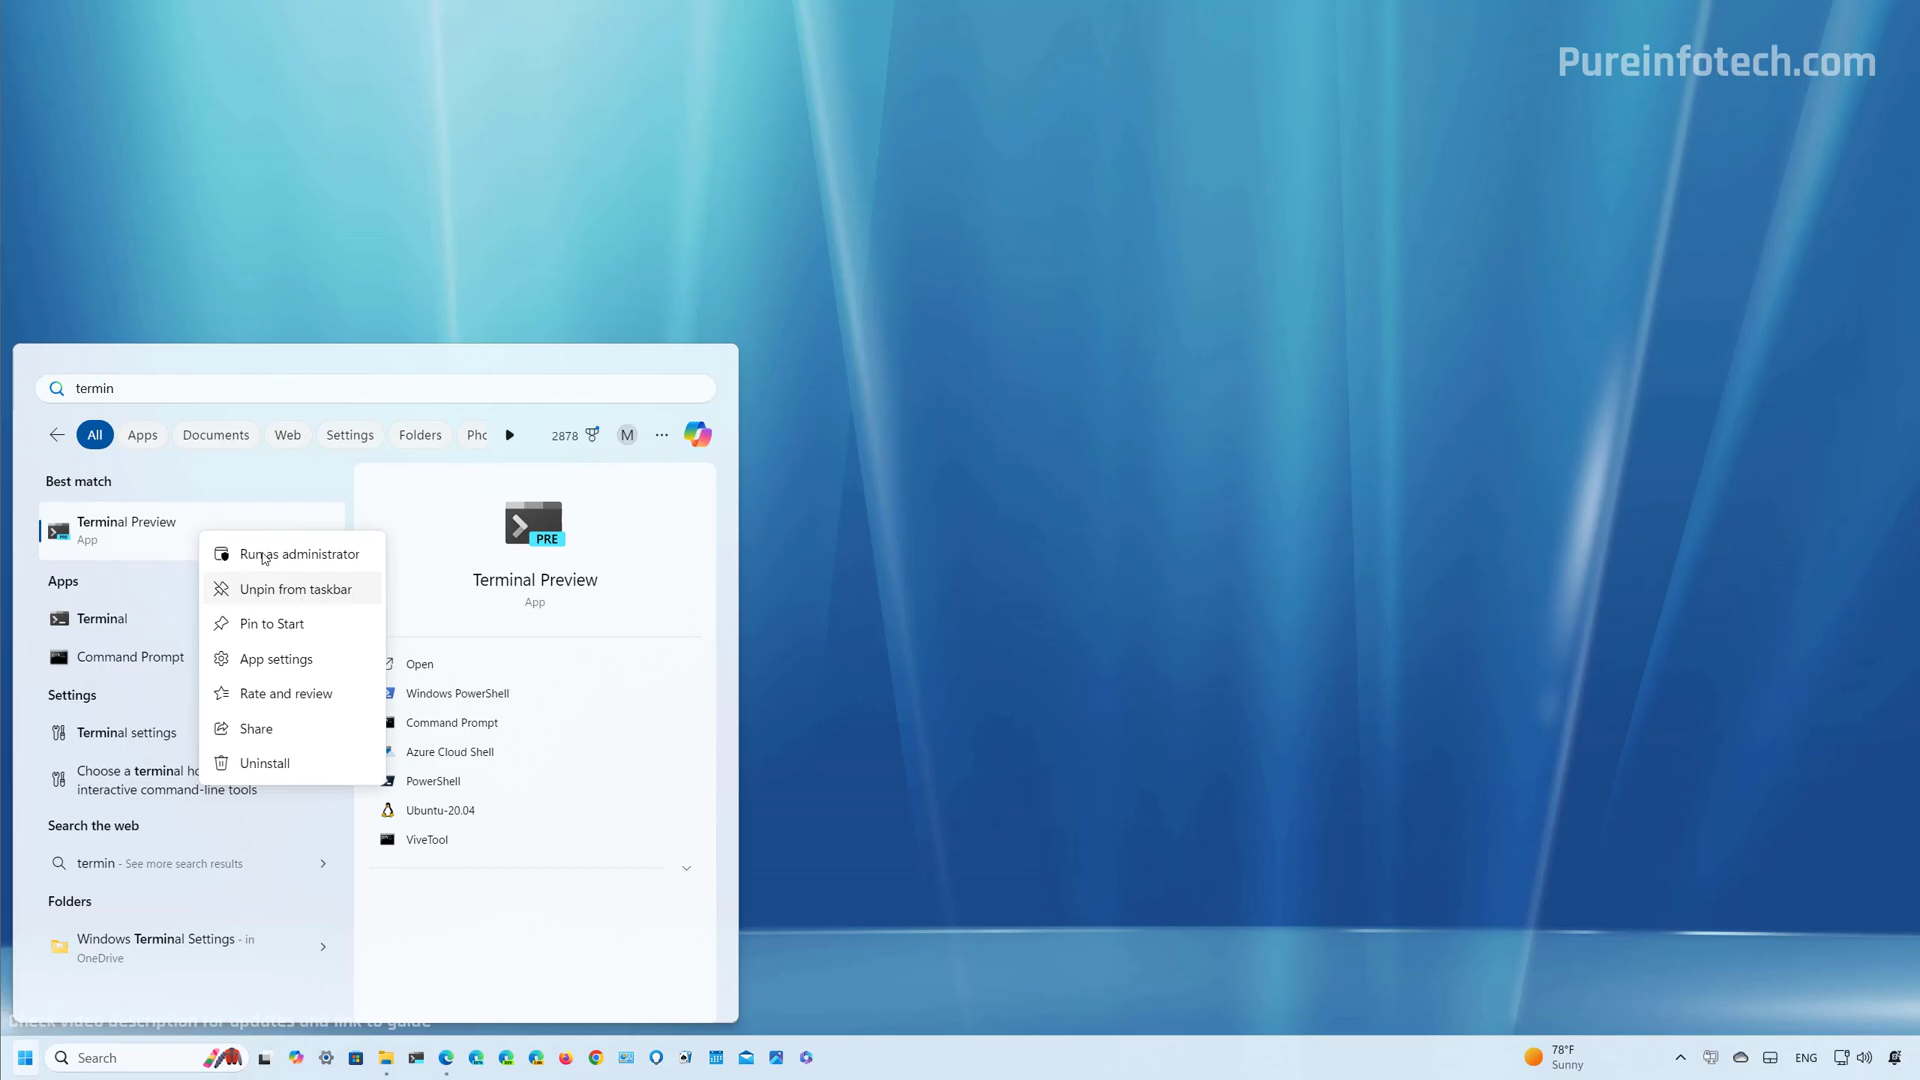 Pureinfotech.com
termin
All
Apps
Documents
Web
Settings
Folders
Pho
2878
M
Best match
Terminal Preview
App
Apps
Terminal
Command Prompt
Settings
Terminal settings
Choose a terminal ho
interactive command-line tools
Search the web
termin - See more search results
Folders
Windows Terminal Settings - in
OneDrive
Run as administrator
Unpin from taskbar
Pin to Start
App settings
Rate and review
Share
Uninstall
PRE
Terminal Preview
App
Open
Windows PowerShell
Command Prompt
Azure Cloud Shell
PowerShell
Ubuntu-20.04
ViveTool
Check video description for updates and link to guide
Search
78°F
Sunny
ENG